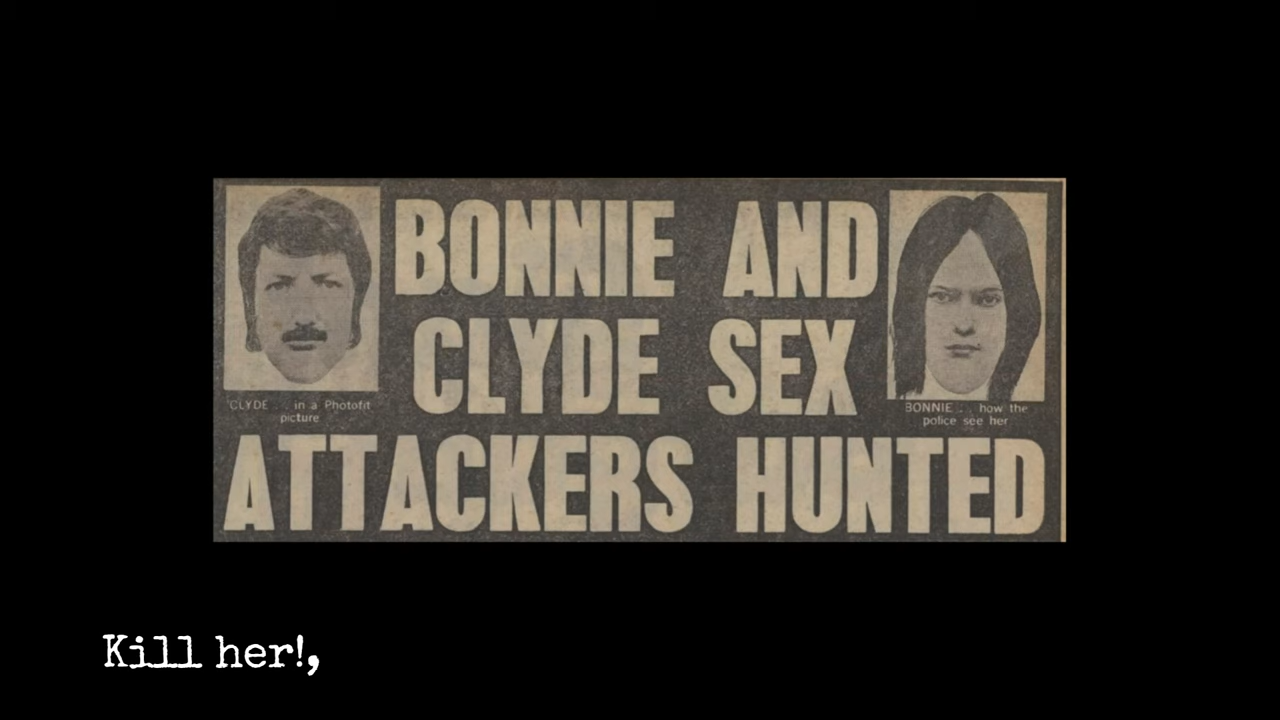 BONNIE AND
CLYDE SEX
ATTACKERS HUNTED
'CLYDE . . in a Photofit
picture
BONNIE . . how the
police see her
Kill her!,